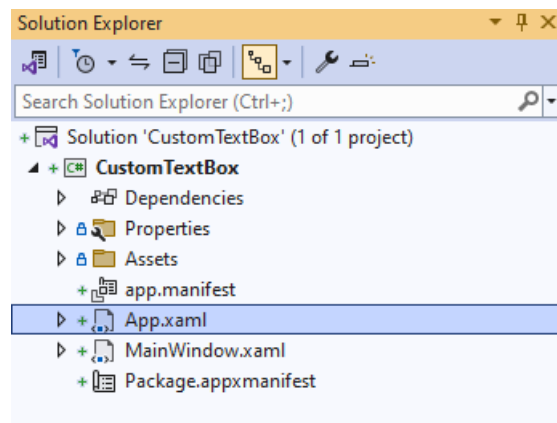 Solution Explorer
Search Solution Explorer (Ctrl+;)
Solution 'CustomTextBox' (1 of 1 project)
C# CustomTextBox
Dependencies
Properties
Assets
app.manifest
App.xaml
MainWindow.xaml
Package.appxmanifest